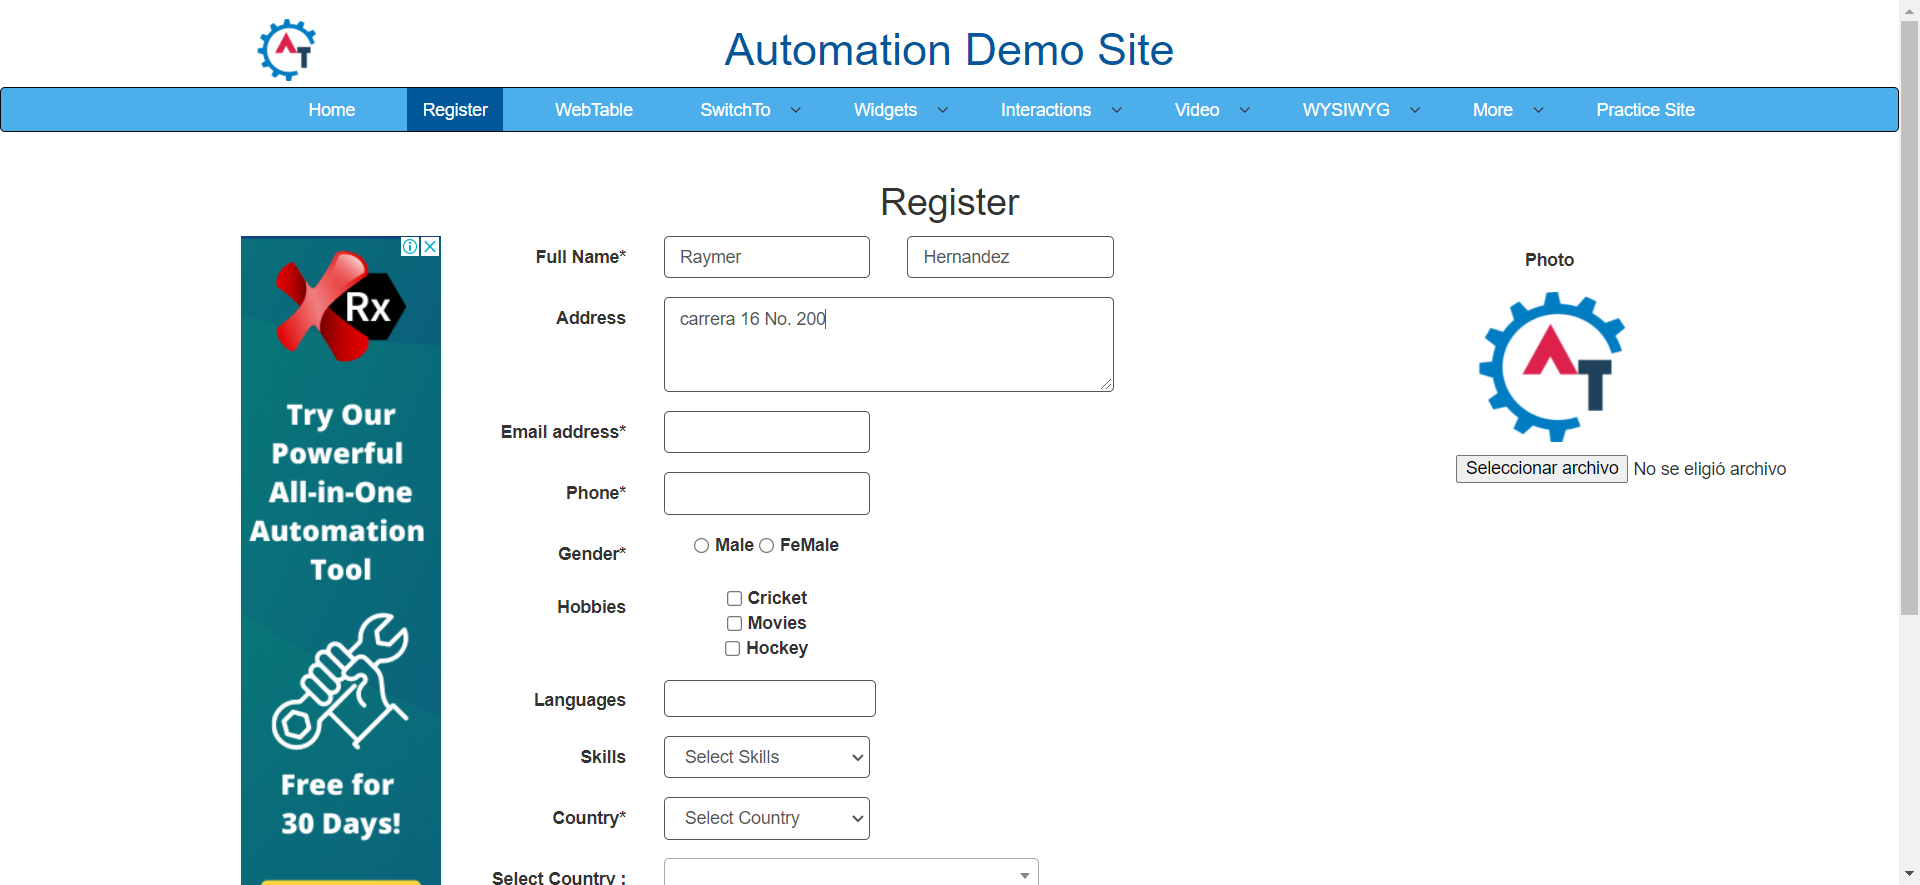 AT
Automation Demo Site
Home Register WebTable SwitchTo Widgets Interactions Video WYSIWYG More Practice Site
Register
Rx
Try Our
Powerful
All-in-One
Automation
Tool
Free for
30 Days!
Full Name* Raymer Hernandez
Address carrera 16 No. 200
Email address*
Phone*
Gender* Male FeMale
Hobbies Cricket
Movies
Hockey
Languages
Skills Select Skills
Country* Select Country
Select Country :
Photo
AT
Seleccionar archivo No se eligió archivo